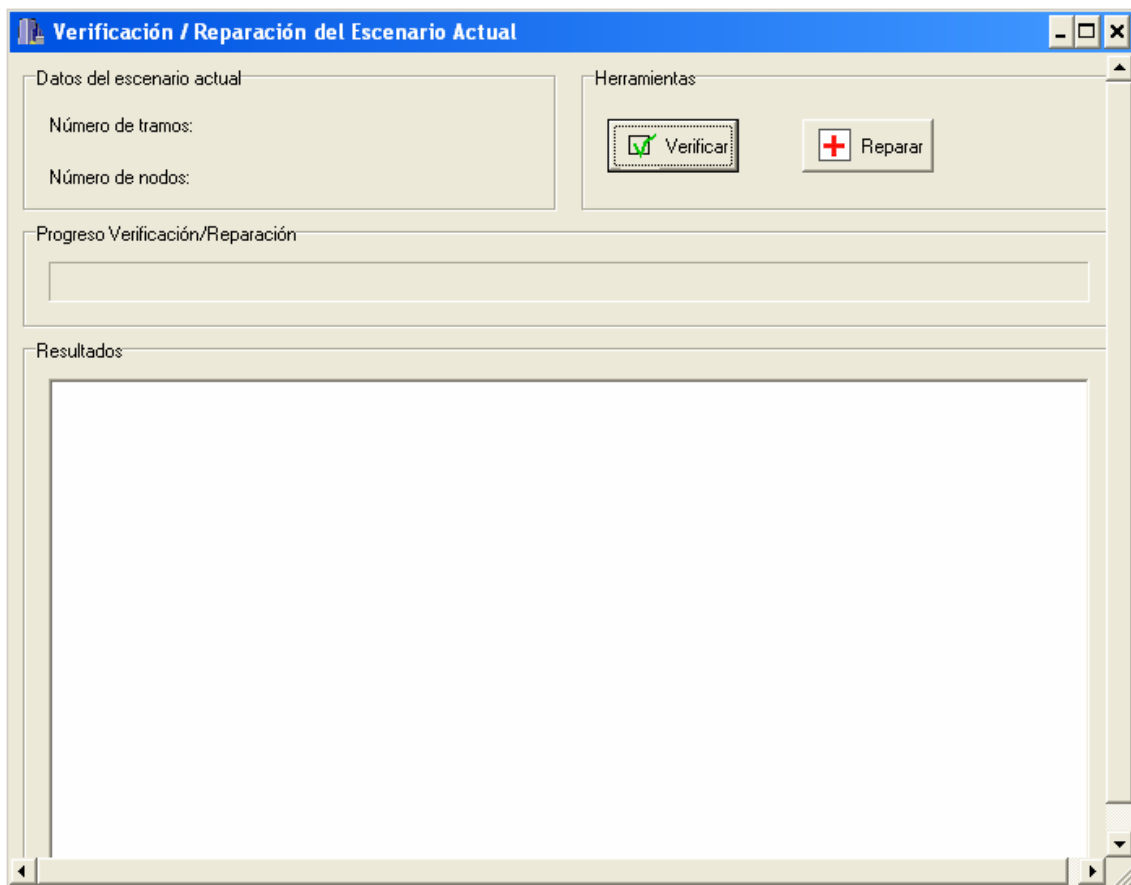 Verificación / Reparación del Escenario Actual
Datos del escenario actual
Número de tramos:
Número de nodos:
Herramientas
Verificar
Reparar
Progreso Verificación/Reparación
Resultados